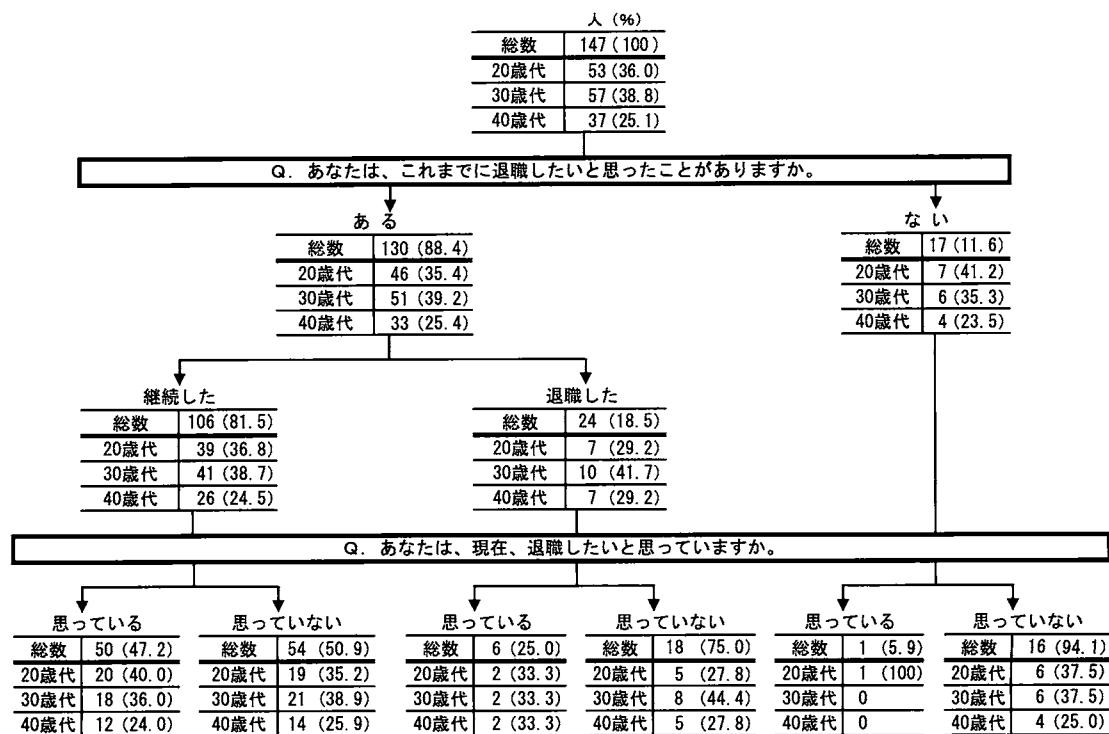 人(%)
総数 147(100)
20歳代 53(36.0)
30歳代 57(38.8)
40歳代 37(25.1)
Q. あなたは、これまでに退職したいと思ったことがありますか。
ある
総数 130(88.4)
20歳代 46(35.4)
30歳代 51(39.2)
40歳代 33(25.4)
ない
総数 17(11.6)
20歳代 7(41.2)
30歳代 6(35.3)
40歳代 4(23.5)
継続した
総数 106(81.5)
20歳代 39(36.8)
30歳代 41(38.7)
40歳代 26(24.5)
退職した
総数 24(18.5)
20歳代 7(29.2)
30歳代 10(41.7)
40歳代 7(29.2)
Q. あなたは、現在、退職したいと思っていますか。
思っている
総数 50(47.2)
20歳代 20(40.0)
30歳代 18(36.0)
40歳代 12(24.0)
思っていない
総数 54(50.9)
20歳代 19(35.2)
30歳代 21(38.9)
40歳代 14(25.9)
思っている
総数 6(25.0)
20歳代 2(33.3)
30歳代 2(33.3)
40歳代 2(33.3)
思っていない
総数 18(75.0)
20歳代 5(27.8)
30歳代 8(44.4)
40歳代 5(27.8)
思っている
総数 1(5.9)
20歳代 1(100)
30歳代 0
40歳代 0
思っていない
総数 16(94.1)
20歳代 6(37.5)
30歳代 6(37.5)
40歳代 4(25.0)